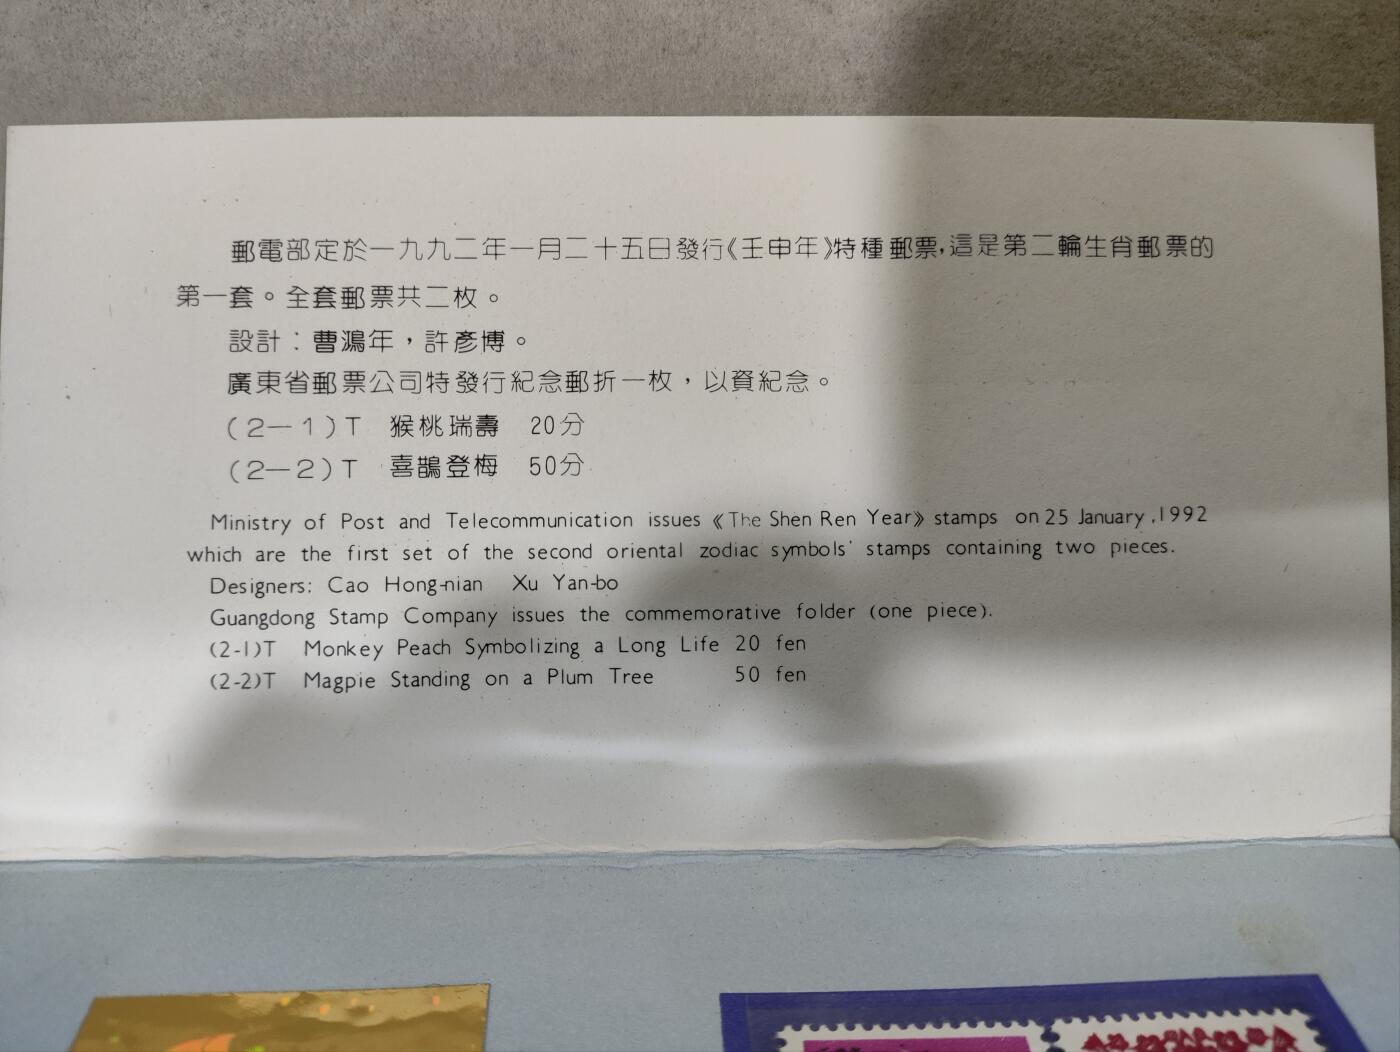 郵電部定於一九九二年一月二十五日發行《壬申年》特種郵票，這是第二輪生肖郵票的
第一套。全套郵票共二枚。
設計：曹鴻年，許彥博。
廣東省郵票公司特發行紀念郵折一枚，以資紀念。
(2—1)T 猴桃瑞壽 20分
(2—2)T 喜鵲登梅 50分
Ministry of Post and Telecommunication issues 《The Shen Ren Year》 stamps on 25 January ,1992
which are the first set of the second oriental zodiac symbols' stamps containing two pieces.
Designers: Cao Hong-nian Xu Yan-bo
Guangdong Stamp Company issues the commemorative folder (one piece).
(2-1)T Monkey Peach Symbolizing a Long Life 20 fen
(2-2)T Magpie Standing on a Plum Tree 50 fen